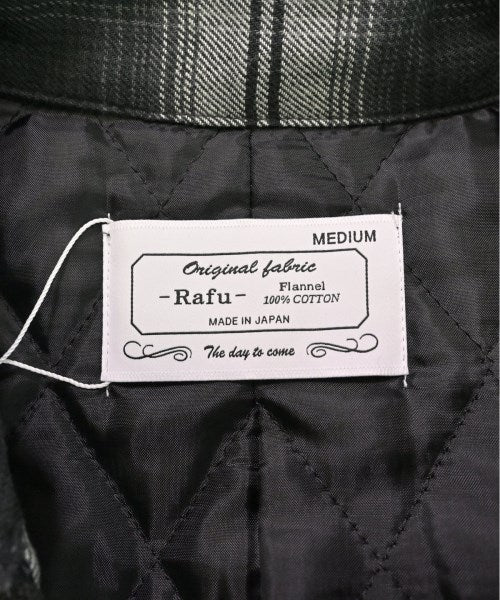 MEDIUM
Original fabric
-Rafu- Flannel
100% COTTON
MADE IN JAPAN
The day to come